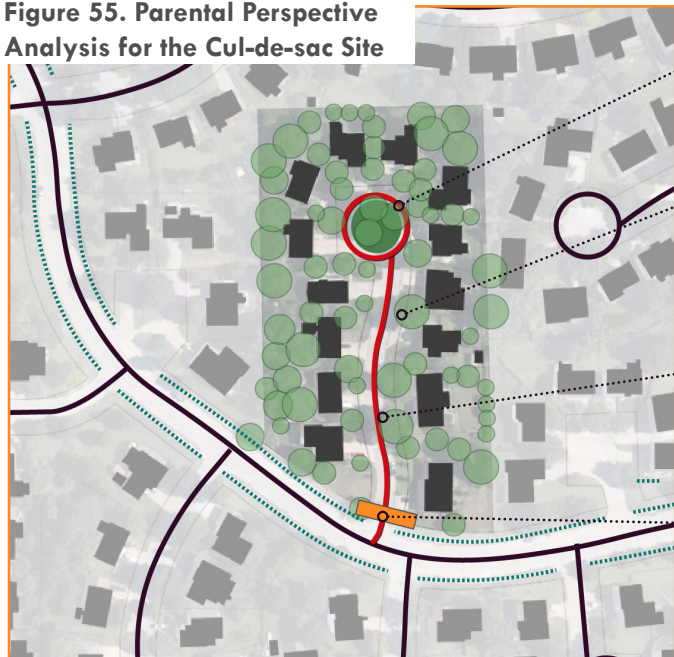 Figure 55. Parental Perspective
Analysis for the Cul-de-sac Site